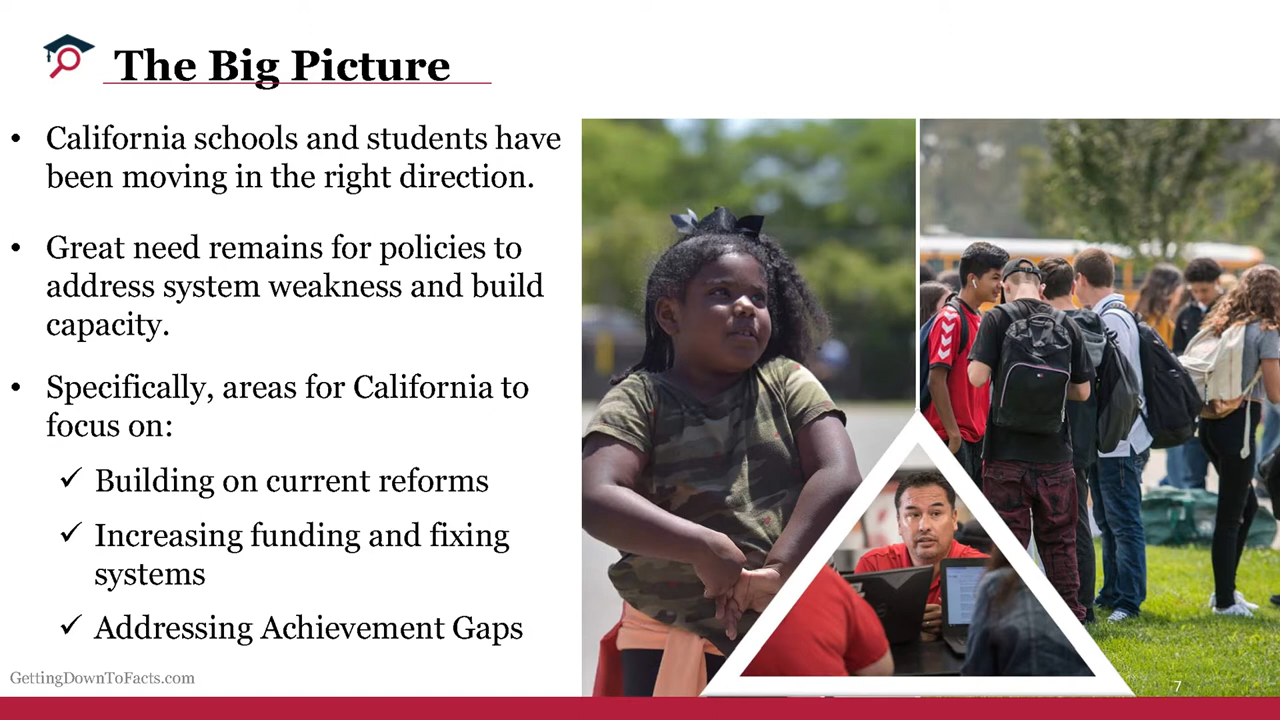 The Big Picture
• California schools and students have
been moving in the right direction.
• Great need remains for policies to
address system weakness and build
capacity.
• Specifically, areas for California to
focus on:
✓ Building on current reforms
✓ Increasing funding and fixing
systems
✓ Addressing Achievement Gaps
GettingDownToFacts.com
7